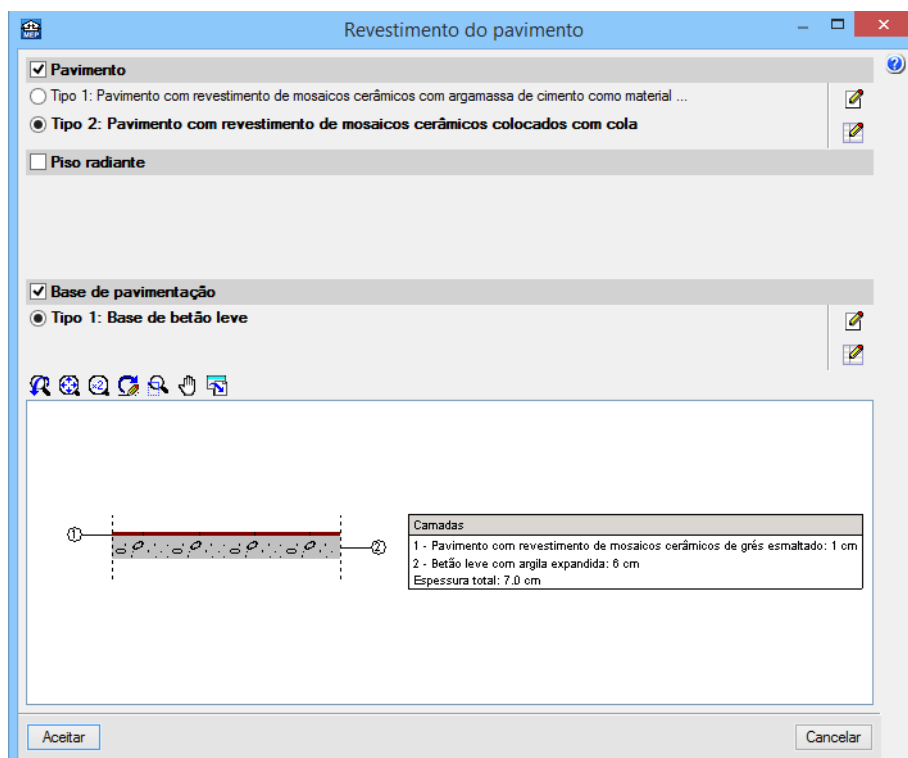 MEP
Revestimento do pavimento
Pavimento
Tipo 1: Pavimento com revestimento de mosaicos cerâmicos com argamassa de cimento como material ...
Tipo 2: Pavimento com revestimento de mosaicos cerâmicos colocados com cola
Piso radiante
Base de pavimentação
Tipo 1: Base de betão leve
x2
1
2
Camadas
1 - Pavimento com revestimento de mosaicos cerâmicos de grés esmaltado: 1 cm
2 - Betão leve com argila expandida: 6 cm
Espessura total: 7.0 cm
Aceitar
Cancelar